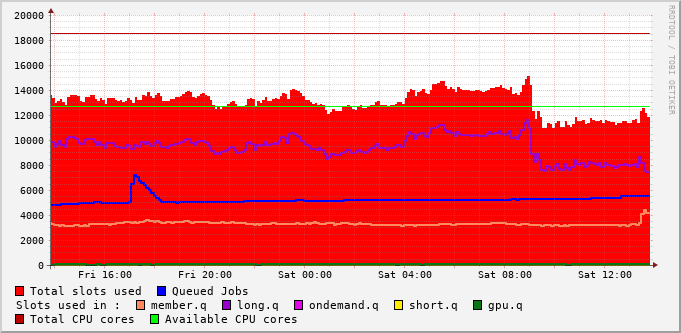 20000
18000
16000
14000
12000
10000
8000
6000
4000
2000
0
Fri 16:00 Fri 20:00 Sat 00:00 Sat 04:00 Sat 08:00 Sat 12:00
Total slots used Queued Jobs
Slots used in : member.q long.q ondemand.q short.q gpu.q
Total CPU cores Available CPU cores
RRDTOOL / TOBI OETIKER